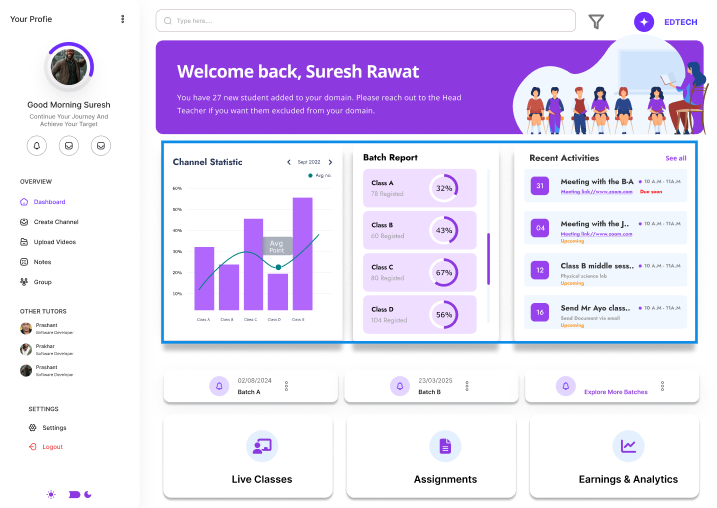 Your Profie
Type here...
EDTECH
Good Morning Suresh
Continue Your Journey And
Achieve Your Target
OVERVIEW
Dashboard
Create Channel
Upload Videos
Notes
Group
OTHER TUTORS
Prashant
Software Developer
Prakhar
Software Developer
Prashant
Software Developer
SETTINGS
Settings
Logout
Welcome back, Suresh Rawat
You have 27 new student added to your domain. Please reach out to the Head
Teacher if you want them excluded from your domain.
Channel Statistic
Sept 2022
Avg no.
60%
50%
40%
30%
20%
10%
Avg
Point
Class A
Class B
Class C
Class D
Class E
Batch Report
Class A
78 Registed
32%
Class B
60 Registed
43%
Class C
80 Registed
67%
Class D
104 Registed
56%
Recent Activities
See all
31
Meeting with the B-A
10 A.M - 11A.M
Meeting link//www.zoom.com
Due soon
04
Meeting with the J..
10 A.M - 11A.M
Meeting link//www.zoom.com
Upcoming
12
Class B middle sess..
10 A.M - 11A.M
Physical science lab
Upcoming
16
Send Mr Ayo class..
10 A.M - 11A.M
Send Document via email
Upcoming
02/08/2024
Batch A
23/03/2025
Batch B
Explore More Batches
Live Classes
Assignments
Earnings & Analytics